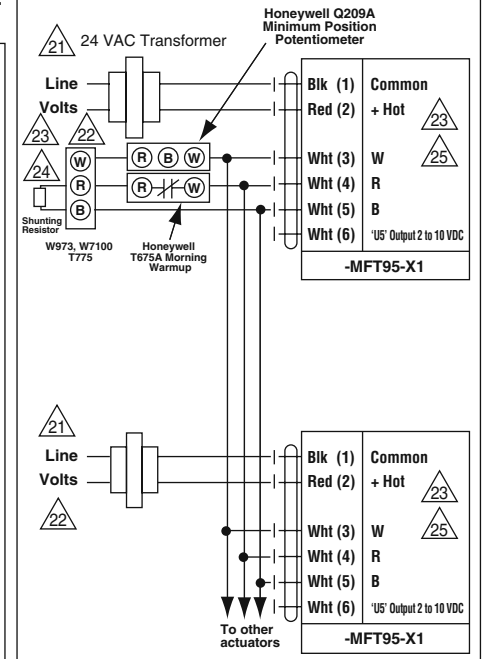 Honeywell Q209A
Minimum Position
Potentiometer
21 24 VAC Transformer
Line
Volts
Blk (1) Common
Red (2) + Hot
23
23 22
24
25
W
R
B
R B W
R W
Wht (3) W
Wht (4) R
Wht (5) B
Wht (6) 'U5' Output 2 to 10 VDC
Shunting
Resistor
W973, W7100
T775
Honeywell
T675A Morning
Warmup
-MFT95-X1
21
Line
Volts
22
Blk (1) Common
Red (2) + Hot
23
25
Wht (3) W
Wht (4) R
Wht (5) B
Wht (6) 'U5' Output 2 to 10 VDC
To other
actuators
-MFT95-X1